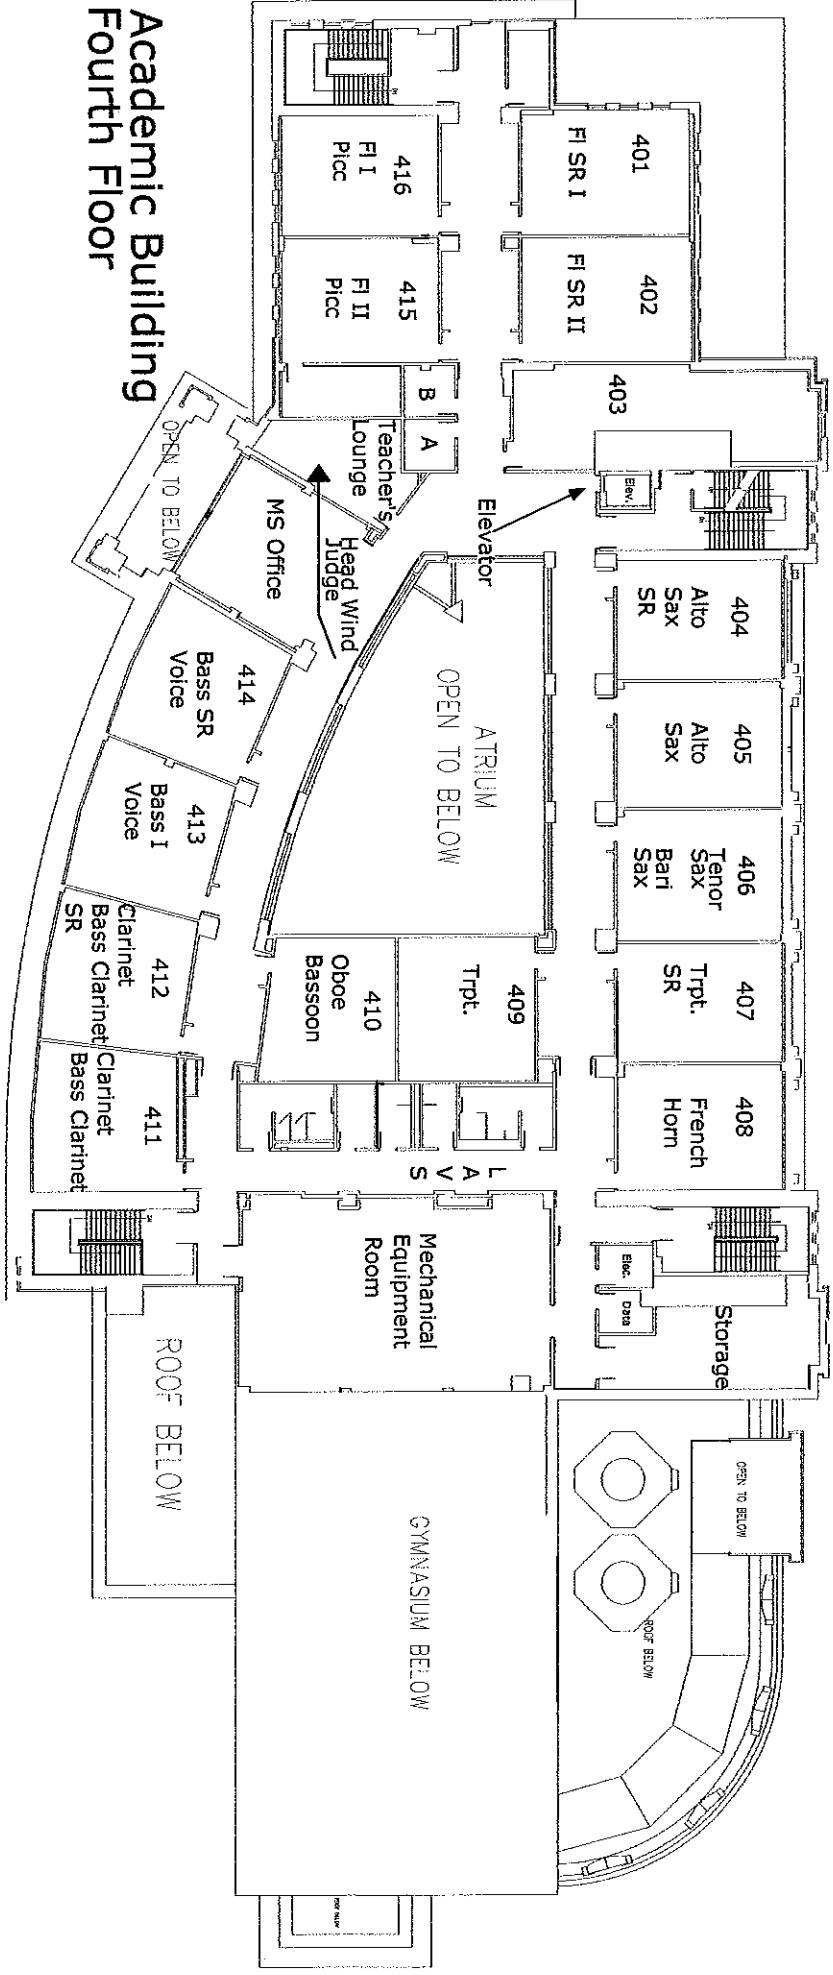 Academic Building
Fourth Floor
401
Fl SR I
402
Fl SR II
403
416
Fl I
Picc
415
Fl II
Picc
B
A
Teacher's
Lounge
Elev.
Elevator
Head Wind
Judge
MS Office
OPEN TO BELOW
404
Alto
Sax
SR
405
Alto
Sax
406
Tenor
Sax
Bari
Sax
407
Trpt.
SR
408
French
Horn
ATRIUM
OPEN TO BELOW
414
Bass SR
Voice
413
Bass I
Voice
412
Clarinet
Bass Clarinet
SR
411
Clarinet
Bass Clarinet
410
Oboe
Bassoon
409
Trpt.
L
A
V
S
Mechanical
Equipment
Room
Elec.
Data
Storage
ROOF BELOW
GYMNASIUM BELOW
OPEN TO BELOW
ROOF BELOW